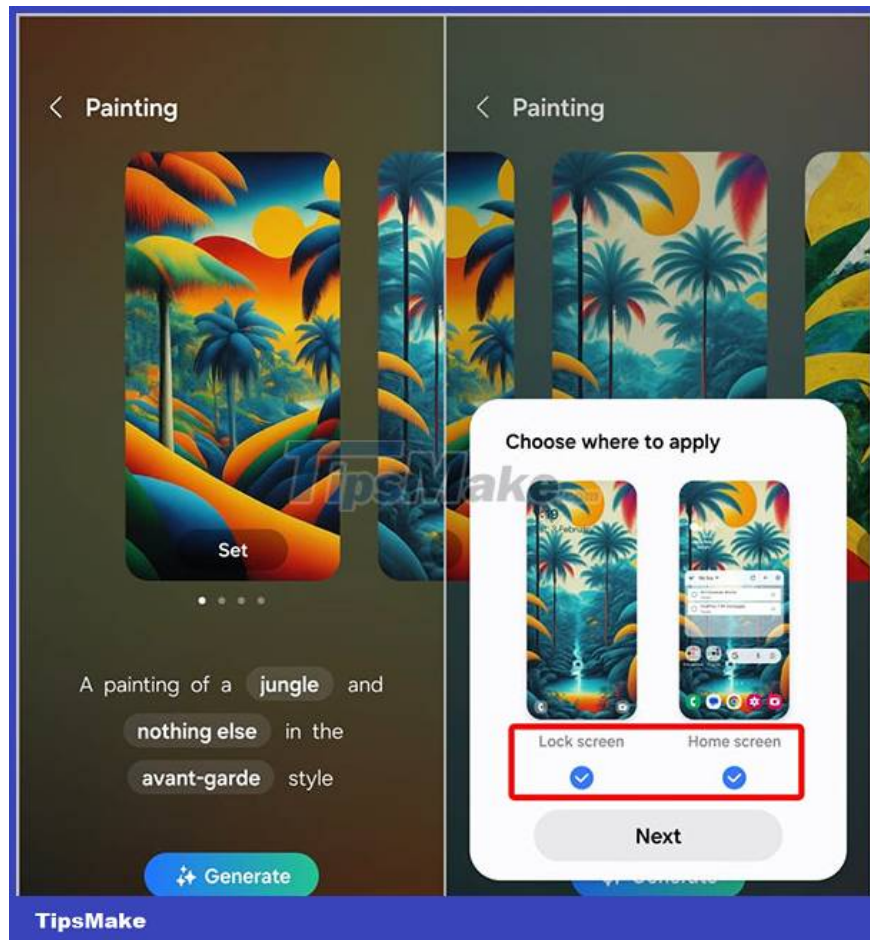 Painting
Set
A painting of a jungle and
nothing else in the
avant-garde style
Generate
Painting
Choose where to apply
Lock screen
Home screen
Next
TipsMake
TipsMake